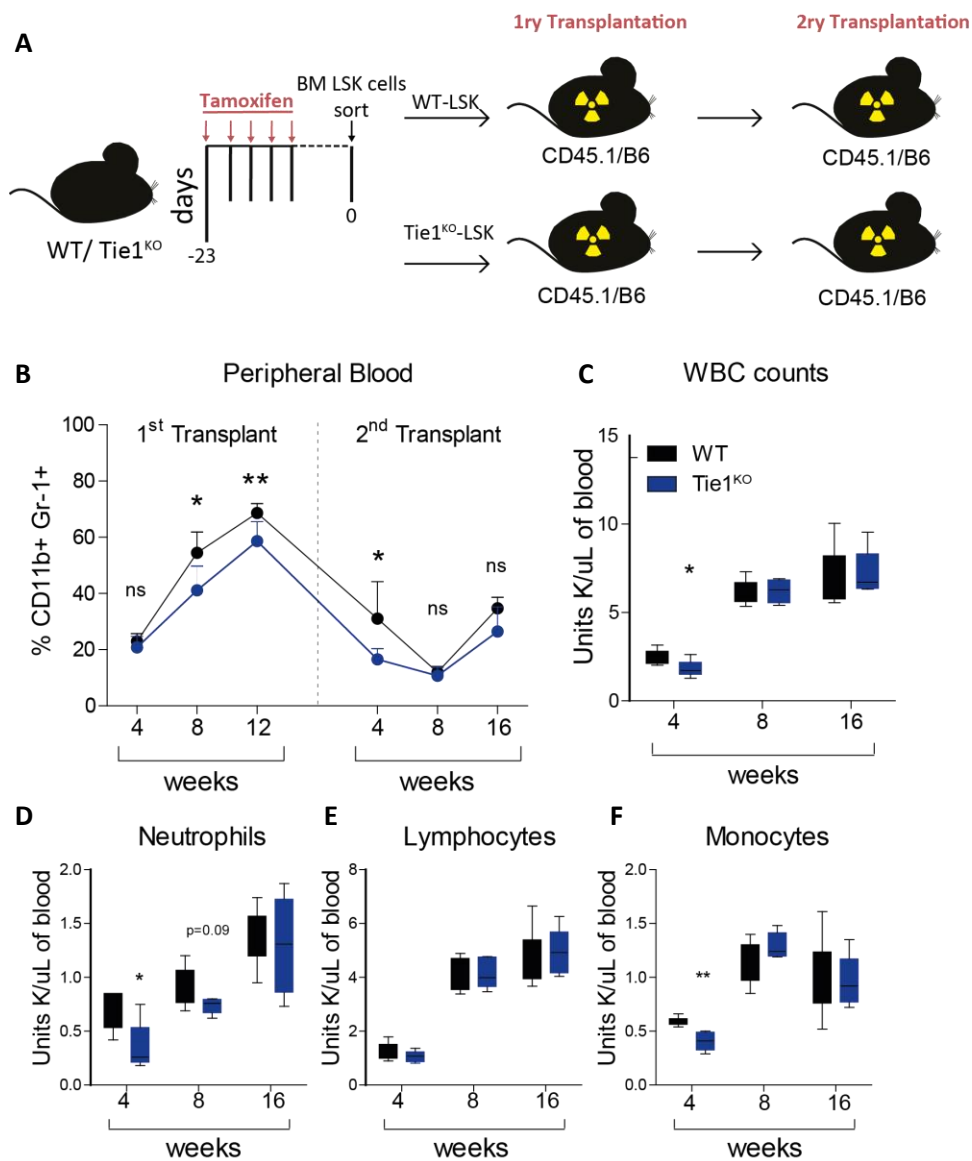 A
1ry Transplantation
2ry Transplantation
Tamoxifen
BM LSK cells
sort
WT-LSK
CD45.1/B6
CD45.1/B6
days
-23
0
WT/ Tie1KO
Tie1KO-LSK
CD45.1/B6
CD45.1/B6
B
Peripheral Blood
1st Transplant
2nd Transplant
% CD11b+ Gr-1+
100
80
60
40
20
0
ns
*
**
*
ns
ns
4
8
12
4
8
16
weeks
weeks
C
WBC counts
WT
Tie1KO
Units K/uL of blood
15
10
5
0
*
4
8
16
weeks
D
Neutrophils
Units K/uL of blood
2.0
1.5
1.0
0.5
0.0
*
p=0.09
4
8
16
weeks
E
Lymphocytes
Units K/uL of blood
8
6
4
2
0
4
8
16
weeks
F
Monocytes
Units K/uL of blood
2.0
1.5
1.0
0.5
0.0
**
4
8
16
weeks